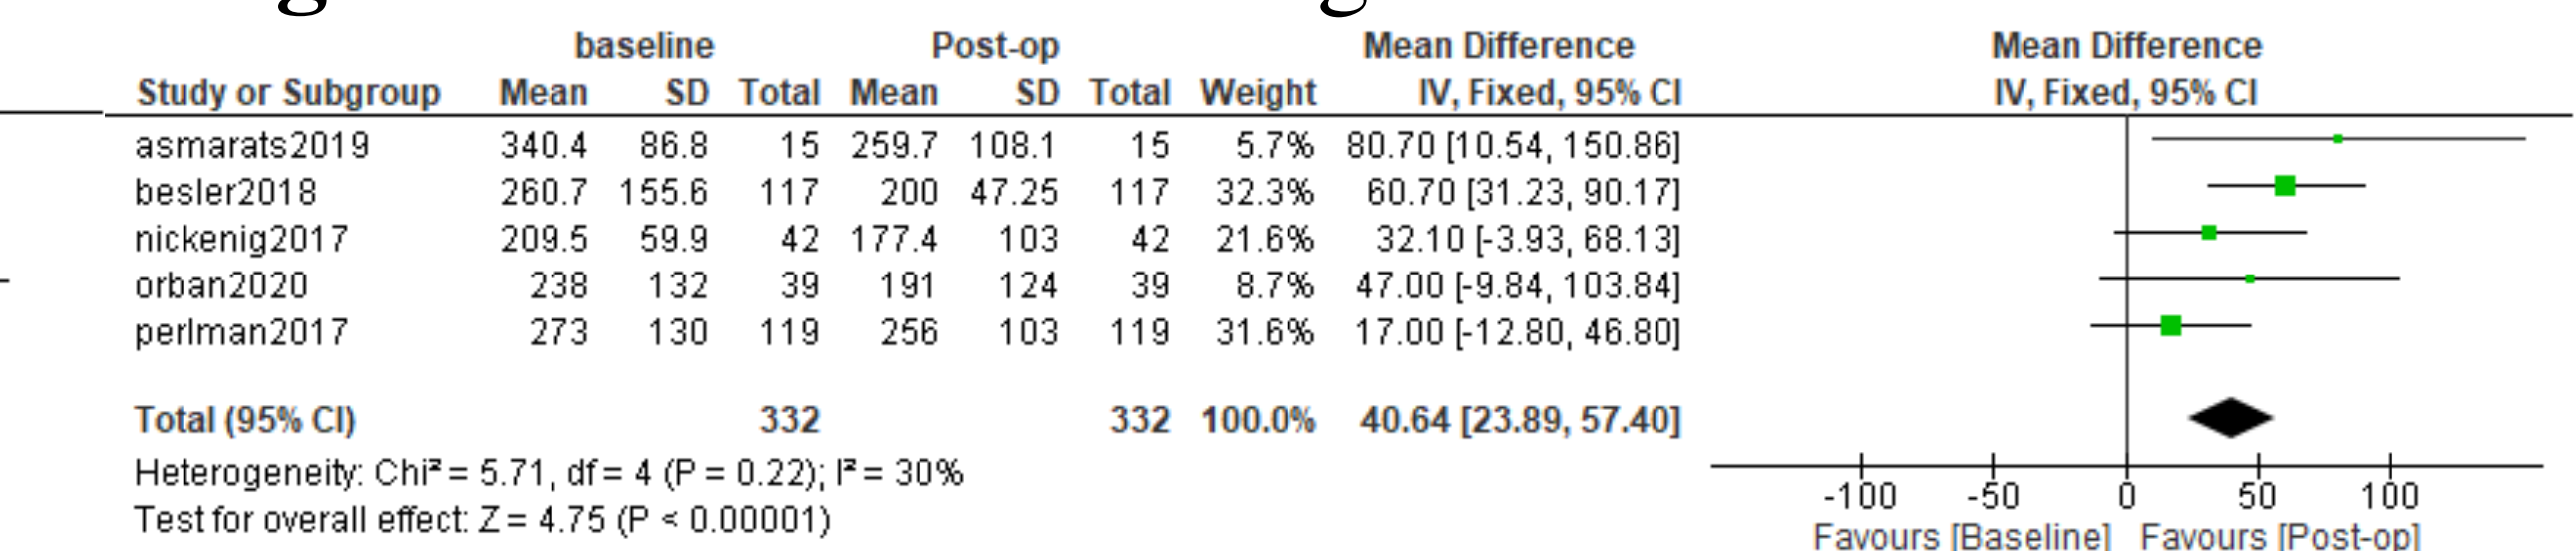 baseline Post-op Mean Difference Mean Difference
Study or Subgroup Mean SD Total Mean SD Total Weight IV, Fixed, 95% CI IV, Fixed, 95% CI
asmarats2019 340.4 86.8 15 259.7 108.1 15 5.7% 80.70 [10.54, 150.86]
besler2018 260.7 155.6 117 200 47.25 117 32.3% 60.70 [31.23, 90.17]
nickenig2017 209.5 59.9 42 177.4 103 42 21.6% 32.10 [-3.93, 68.13]
orban2020 238 132 39 191 124 39 8.7% 47.00 [-9.84, 103.84]
perlman2017 273 130 119 256 103 119 31.6% 17.00 [-12.80, 46.80]
Total (95% CI) 332 332 100.0% 40.64 [23.89, 57.40]
Heterogeneity: Chi² = 5.71, df = 4 (P = 0.22); I² = 30%
Test for overall effect: Z = 4.75 (P < 0.00001)
-100 -50 0 50 100
Favours [Baseline] Favours [Post-op]